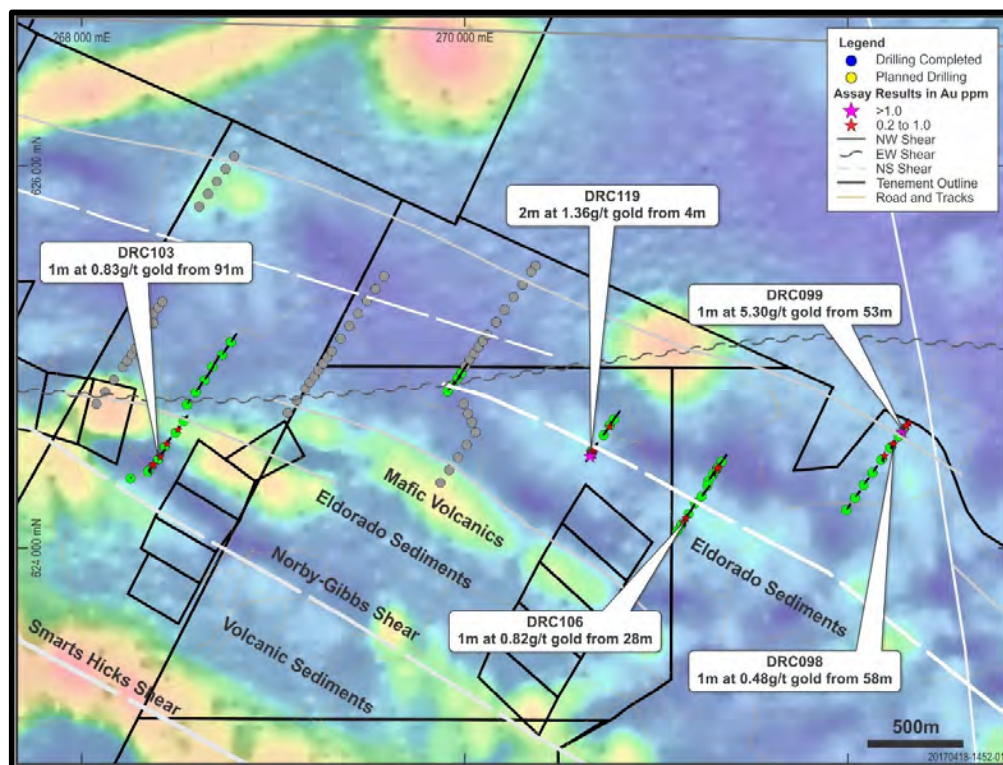 268 000 mE
270 000 mE
626 000 mN
624 000 mN
Legend
Drilling Completed
Planned Drilling
Assay Results in Au ppm
>1.0
0.2 to 1.0
NW Shear
EW Shear
NS Shear
Tenement Outline
Road and Tracks
DRC119
2m at 1.36g/t gold from 4m
DRC103
1m at 0.83g/t gold from 91m
DRC099
1m at 5.30g/t gold from 53m
Mafic Volcanics
Eldorado Sediments
Norby-Gibbs Shear
Volcanic Sediments
Smarts Hicks Shear
Eldorado Sediments
DRC106
1m at 0.82g/t gold from 28m
DRC098
1m at 0.48g/t gold from 58m
500m
20170418-1452-01